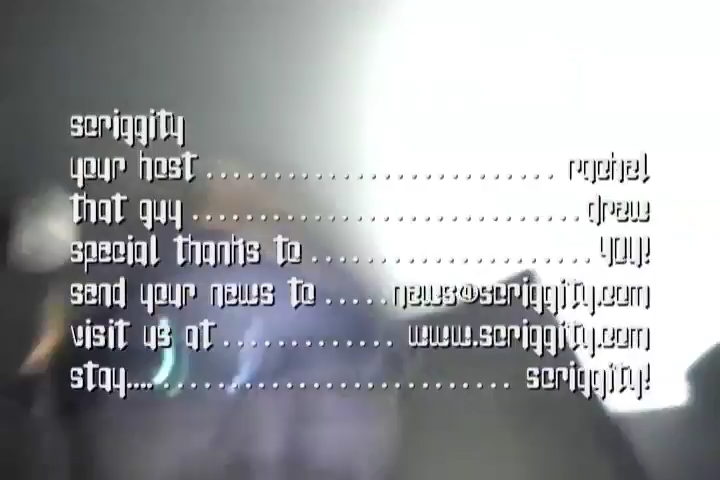 scriggity
your host .......................... rachel
that guy ............................. drew
special thanks to ..................... you!
send your news to ..... news@scriggity.com
visit us at ............. www.scriggity.com
stay.... .......................... scriggity!